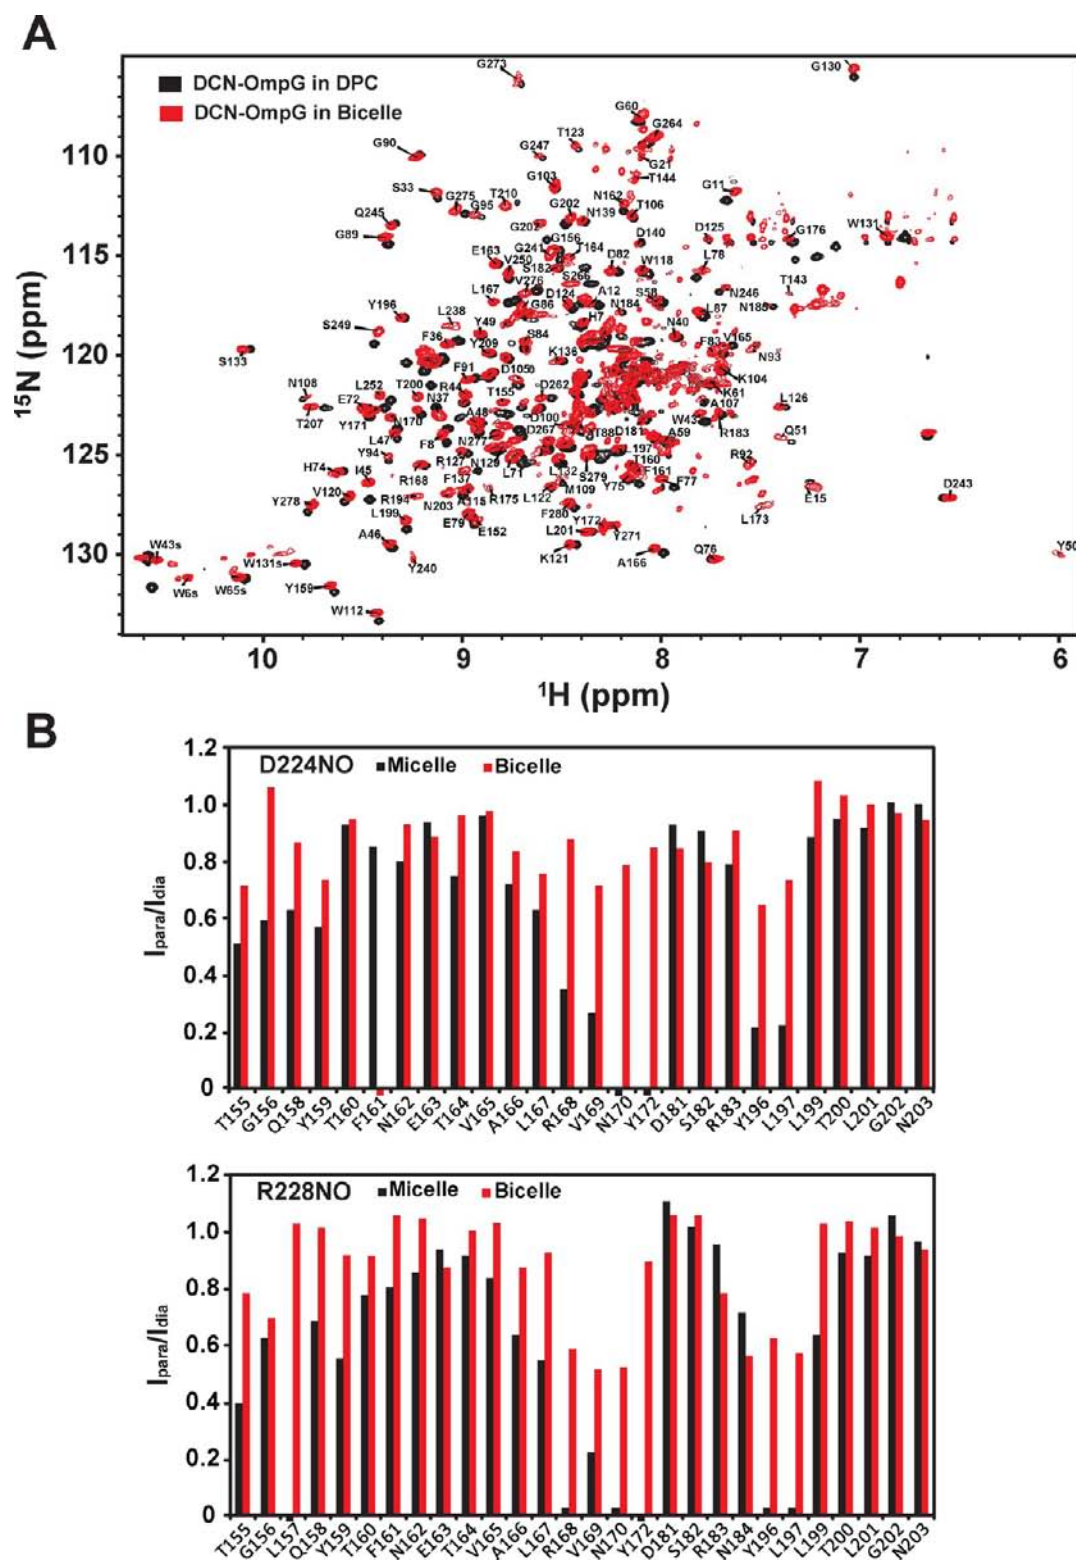 A
DCN-OmpG in DPC
DCN-OmpG in Bicelle
G273
G130
G60
G264
T123
G247
G90
G21
T144
G103
S33
G275
G95
T210
G202
N162
N139
T106
G11
Q245
G202
G89
G156
T164
D140
W118
D125
G176
W131
E163
V250
G241
S182
S266
D82
L78
V276
T143
L167
G86
D124
A12
N184
S58
N246
L87
N185
Y196
L238
Y49
H7
S249
F36
Y209
S84
N40
F83
V165
N93
S133
K136
F91
D105
K104
N108
L252
T200
R44
D262
K61
E72
N37
T155
A107
L126
T207
Y171
N170
A48
D100
W43
R183
L47
F8
D267
T88
D181
A59
Q51
N277
L197
Y94
R127
N129
L71
L132
S279
T160
R92
H74
I45
R168
F137
F161
F77
Y75
Y278
V120
R194
N203
A115
R175
L122
M109
E15
D243
L199
L173
E79
E152
F280
Y172
L201
Y271
A46
Y240
K121
A166
Q76
Y50
W43s
W131s
W6s
W65s
Y159
W112
110
115
120
125
130
15N (ppm)
10
9
8
7
6
1H (ppm)
B
D224NO
Micelle
Bicelle
1.2
1.0
0.8
0.6
0.4
0.2
0
Ipara/Idia
T155 G156 Q158 Y159 T160 F161 N162 E163 T164 V165 A166 L167 R168 V169 N170 Y172 D181 S182 R183 Y196 L197 L199 T200 L201 G202 N203
R228NO
Micelle
Bicelle
1.2
1.0
0.8
0.6
0.4
0.2
0
Ipara/Idia
T155 G156 L157 Q158 Y159 T160 F161 N162 E163 T164 V165 A166 L167 R168 V169 N170 Y172 D181 S182 R183 N184 Y196 L197 L199 T200 L201 G202 N203